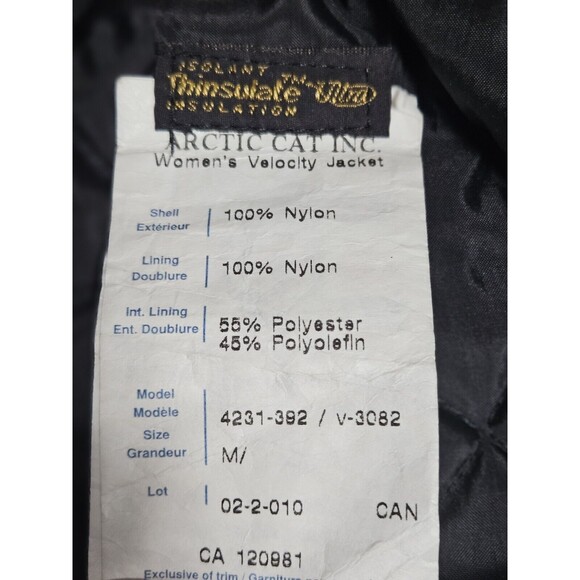 ISOLANT
Thinsulate™ Ultra
INSULATION
ARCTIC CAT INC.
Women's Velocity Jacket
Shell
Extérieur
100% Nylon
Lining
Doublure
100% Nylon
Int. Lining
Ent. Doublure
55% Polyester
45% Polyolefin
Model
Modèle
4231-392 / V-3082
Size
Grandeur
M/
Lot
02-2-010 CAN
CA 120981
Exclusive of trim / Garniture